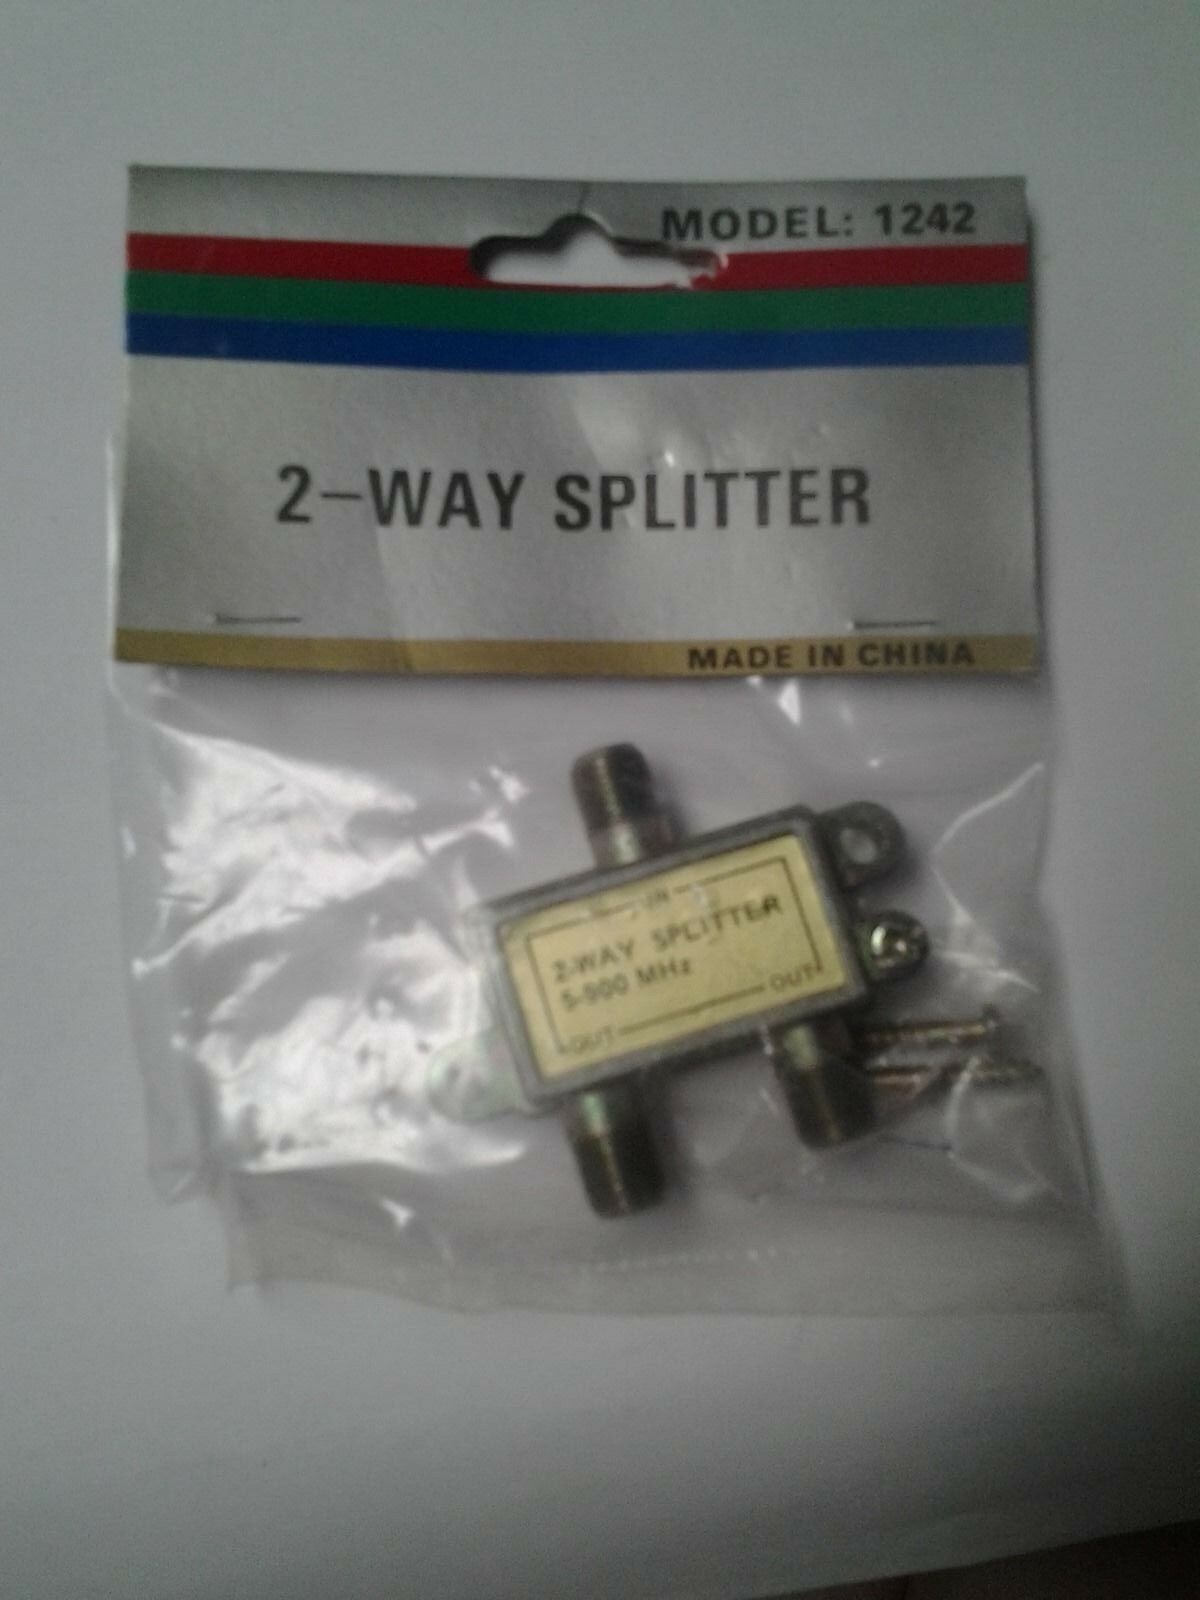 MODEL: 1242
2-WAY SPLITTER
MADE IN CHINA
IN
2-WAY SPLITTER
5-900 MHz
OUT
OUT